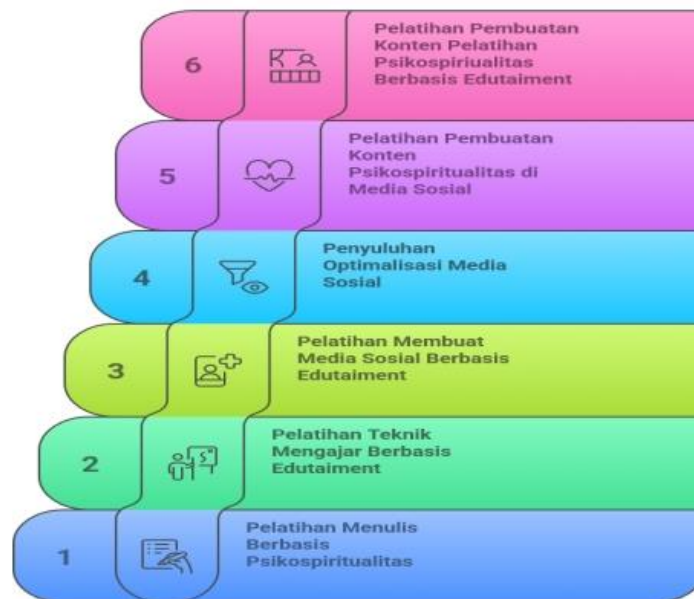 6
Pelatihan Pembuatan
Konten Pelatihan
Psikospiriualitas
Berbasis Edutaiment
5
Pelatihan Pembuatan
Konten
Psikospiritualitas di
Media Sosial
4
Penyuluhan
Optimalisasi Media
Sosial
3
Pelatihan Membuat
Media Sosial Berbasis
Edutaiment
2
Pelatihan Teknik
Mengajar Berbasis
Edutaiment
1
Pelatihan Menulis
Berbasis
Psikospiritualitas